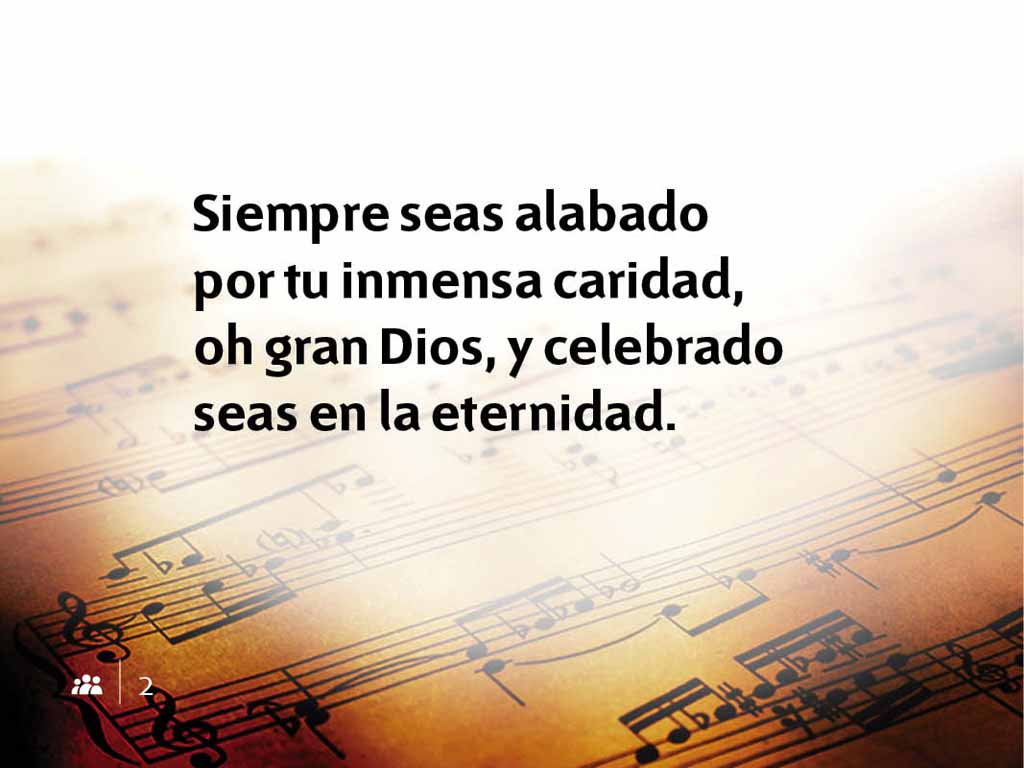 Siempre seas alabado
por tu inmensa caridad,
oh gran Dios, y celebrado
seas en la eternidad.
2